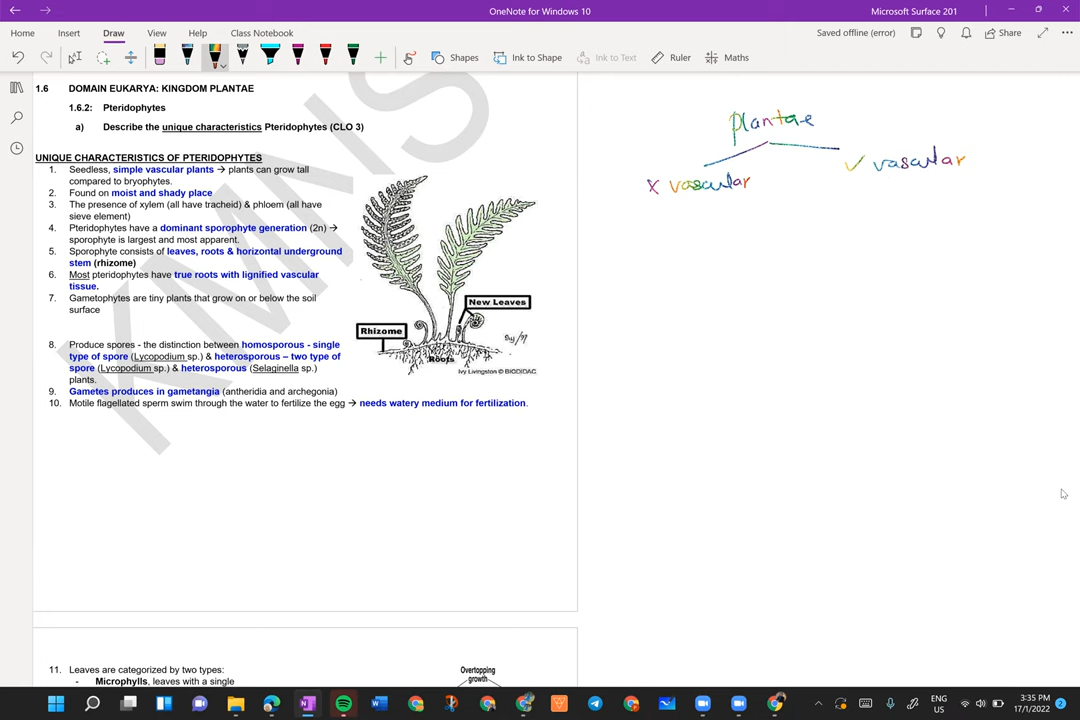 OneNote for Windows 10
Microsoft Surface 201
Home Insert Draw View Help Class Notebook
Saved offline (error)
Share
Shapes
Ink to Shape
Ink to Text
Ruler
Maths
KMNS
1.6 DOMAIN EUKARYA: KINGDOM PLANTAE
1.6.2: Pteridophytes
a) Describe the unique characteristics Pteridophytes (CLO 3)
UNIQUE CHARACTERISTICS OF PTERIDOPHYTES
1. Seedless, simple vascular plants → plants can grow tall
compared to bryophytes.
2. Found on moist and shady place
3. The presence of xylem (all have tracheid) & phloem (all have
sieve element)
4. Pteridophytes have a dominant sporophyte generation (2n) →
sporophyte is largest and most apparent.
5. Sporophyte consists of leaves, roots & horizontal underground
stem (rhizome)
6. Most pteridophytes have true roots with lignified vascular
tissue.
7. Gametophytes are tiny plants that grow on or below the soil
surface
8. Produce spores - the distinction between homosporous - single
type of spore (Lycopodium sp.) & heterosporous – two type of
spore (Lycopodium sp.) & heterosporous (Selaginella sp.)
plants.
9. Gametes produces in gametangia (antheridia and archegonia)
10. Motile flagellated sperm swim through the water to fertilize the egg → needs watery medium for fertilization.
New Leaves
Rhizome
Roots
Ivy Livingston © BIODIDAC
11. Leaves are categorized by two types:
- Microphylls, leaves with a single
Overtopping
growth
plantae
x vascular
✓ vascular
ENG
US
3:35 PM
17/1/2022
2